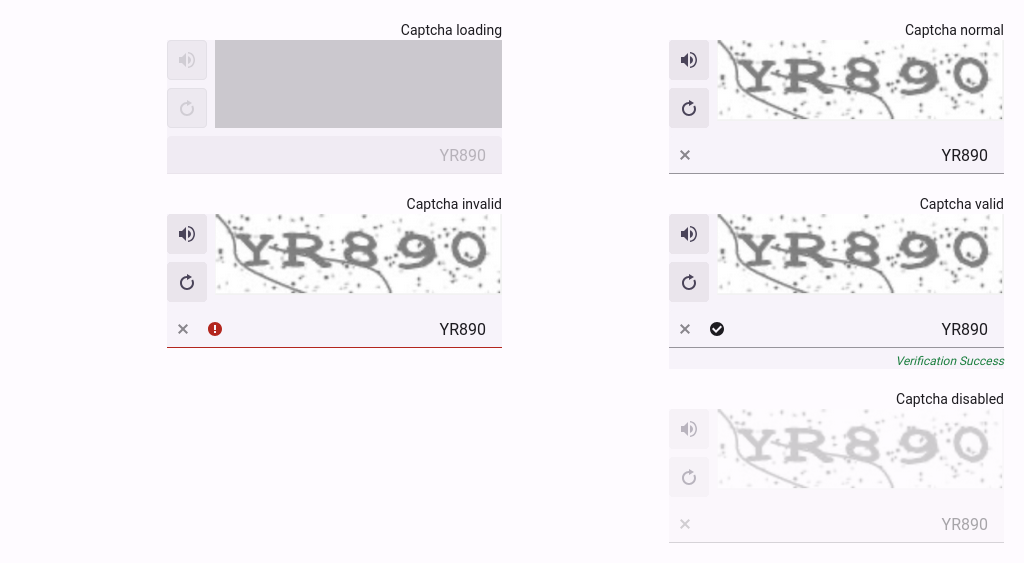 Captcha loading
YR890
Captcha normal
YR890
YR890
Captcha invalid
YR890
YR890
Captcha valid
YR890
YR890
Verification Success
Captcha disabled
YR890
YR890